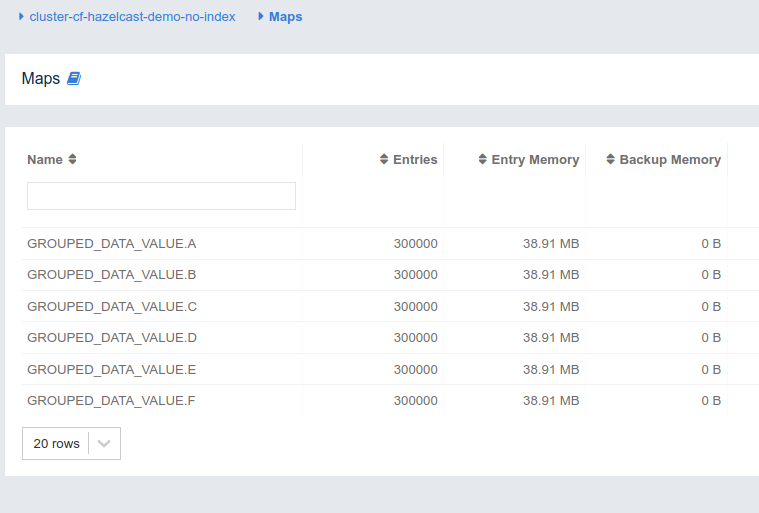 cluster-cf-hazelcast-demo-no-index Maps
Maps
Name Entries Entry Memory Backup Memory
GROUPED_DATA_VALUE.A 300000 38.91 MB 0 B
GROUPED_DATA_VALUE.B 300000 38.91 MB 0 B
GROUPED_DATA_VALUE.C 300000 38.91 MB 0 B
GROUPED_DATA_VALUE.D 300000 38.91 MB 0 B
GROUPED_DATA_VALUE.E 300000 38.91 MB 0 B
GROUPED_DATA_VALUE.F 300000 38.91 MB 0 B
20 rows